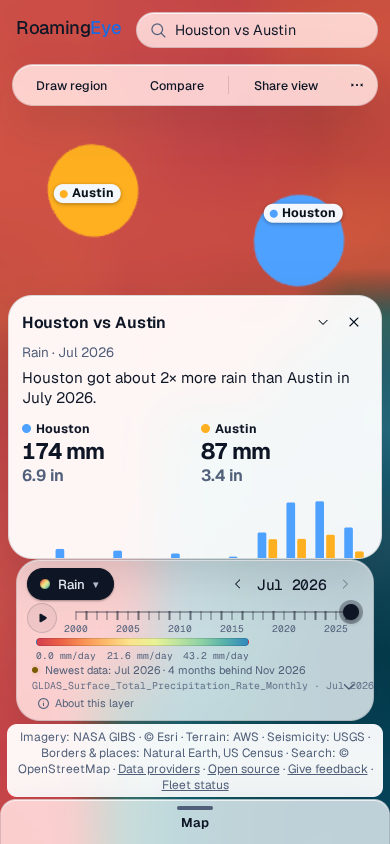 RoamingEye
Houston vs Austin
Draw region Compare Share view ···
Austin
Houston
Houston vs Austin
Rain · Jul 2026
Houston got about 2× more rain than Austin in
July 2026.
Houston Austin
174 mm 87 mm
6.9 in 3.4 in
Rain ▾ Jul 2026
2000 2005 2010 2015 2020 2025
0.0 mm/day 21.6 mm/day 43.2 mm/day
Newest data: Jul 2026 · 4 months behind Nov 2026
GLDAS_Surface_Total_Precipitation_Rate_Monthly · Jul 2026
About this layer
Imagery: NASA GIBS · © Esri · Terrain: AWS · Seismicity: USGS ·
Borders & places: Natural Earth, US Census · Search: ©
OpenStreetMap · Data providers · Open source · Give feedback ·
Fleet status
Map